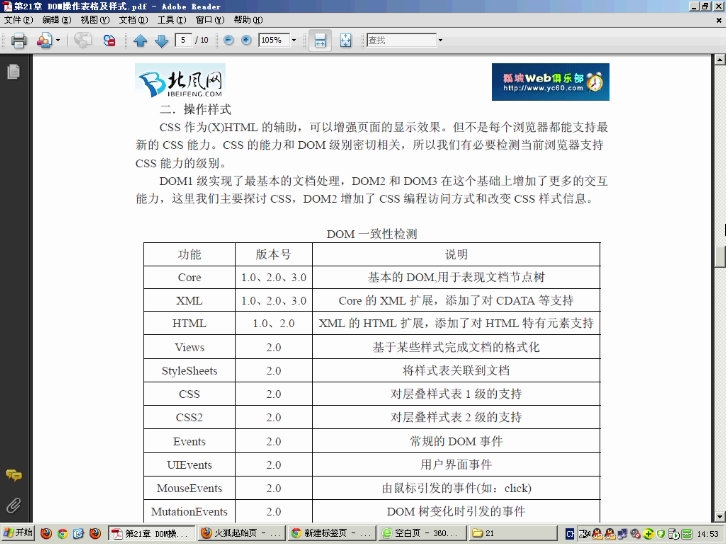 第21章 DOM操作表格及样式.pdf - Adobe Reader
文件(F) 编辑(E) 视图(V) 文档(D) 工具(T) 窗口(W) 帮助(H)
5 / 10 105% 查找
北风网
IBEIFENG.COM
瓢城Web俱乐部
http://www.yc60.com
二．操作样式
CSS 作为(X)HTML 的辅助，可以增强页面的显示效果。但不是每个浏览器都能支持最
新的 CSS 能力。CSS 的能力和 DOM 级别密切相关，所以我们有必要检测当前浏览器支持
CSS 能力的级别。
DOM1 级实现了最基本的文档处理，DOM2 和 DOM3 在这个基础上增加了更多的交互
能力，这里我们主要探讨 CSS，DOM2 增加了 CSS 编程访问方式和改变 CSS 样式信息。
DOM 一致性检测
功能 版本号 说明
Core 1.0、2.0、3.0 基本的 DOM,用于表现文档节点树
XML 1.0、2.0、3.0 Core 的 XML 扩展，添加了对 CDATA 等支持
HTML 1.0、2.0 XML 的 HTML 扩展，添加了对 HTML 特有元素支持
Views 2.0 基于某些样式完成文档的格式化
StyleSheets 2.0 将样式表关联到文档
CSS 2.0 对层叠样式表 1 级的支持
CSS2 2.0 对层叠样式表 2 级的支持
Events 2.0 常规的 DOM 事件
UIEvents 2.0 用户界面事件
MouseEvents 2.0 由鼠标引发的事件(如：click)
MutationEvents 2.0 DOM 树变化时引发的事件
开始 第21章 DOM操... 火狐起始页 - ... 新建标签页 - ... 空白页 - 360... 21 14:53